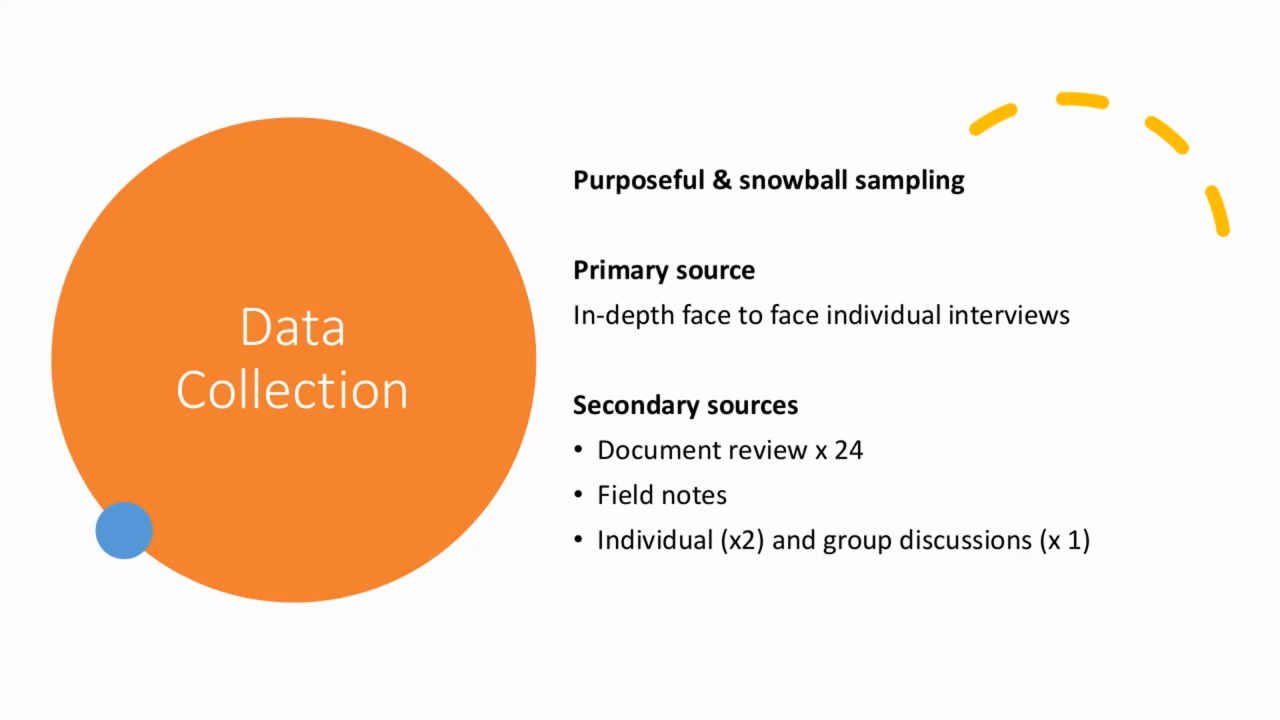 Data
Collection
Purposeful & snowball sampling
Primary source
In-depth face to face individual interviews
Secondary sources
• Document review x 24
• Field notes
• Individual (x2) and group discussions (x 1)